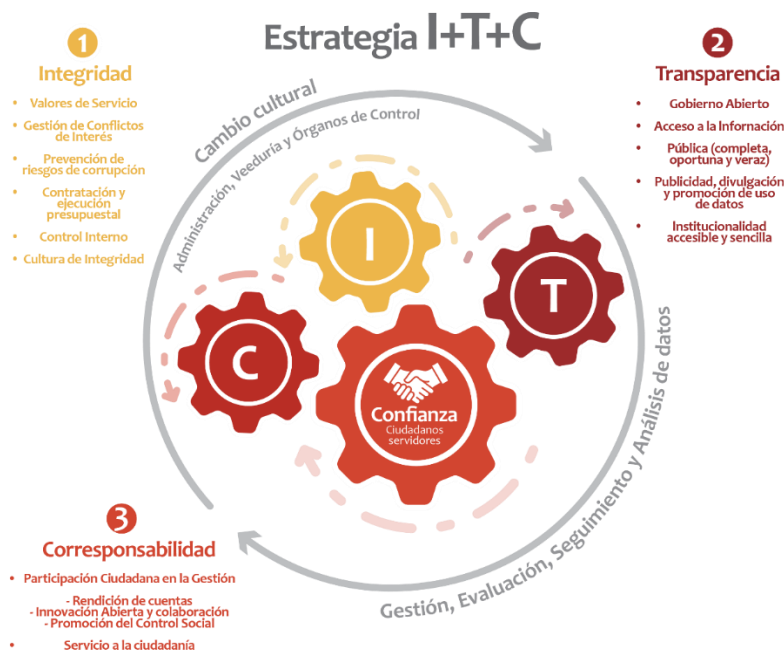 Estrategia I+T+C
1
Integridad
• Valores de Servicio
• Gestión de Conflictos
de Interés
• Prevención de
riesgos de corrupción
• Contratación y
ejecución
presupuestal
• Control Interno
• Cultura de Integridad
2
Transparencia
• Gobierno Abierto
• Acceso a la Infornación
• Pública (completa,
oportuna y veraz)
• Publicidad, divulgación
y promoción de uso
de datos
• Institucionalidad
accesible y sencilla
Cambio cultural
Administración, Veeduría y Órganos de Control
I
T
C
Confianza
Ciudadanos
servidores
Gestión, Evaluación, Seguimiento y Análisis de datos
3
Corresponsabilidad
• Participación Ciudadana en la Gestión
- Rendición de cuentas
- Innovación Abierta y colaboración
- Promoción del Control Social
• Servicio a la ciudadanía